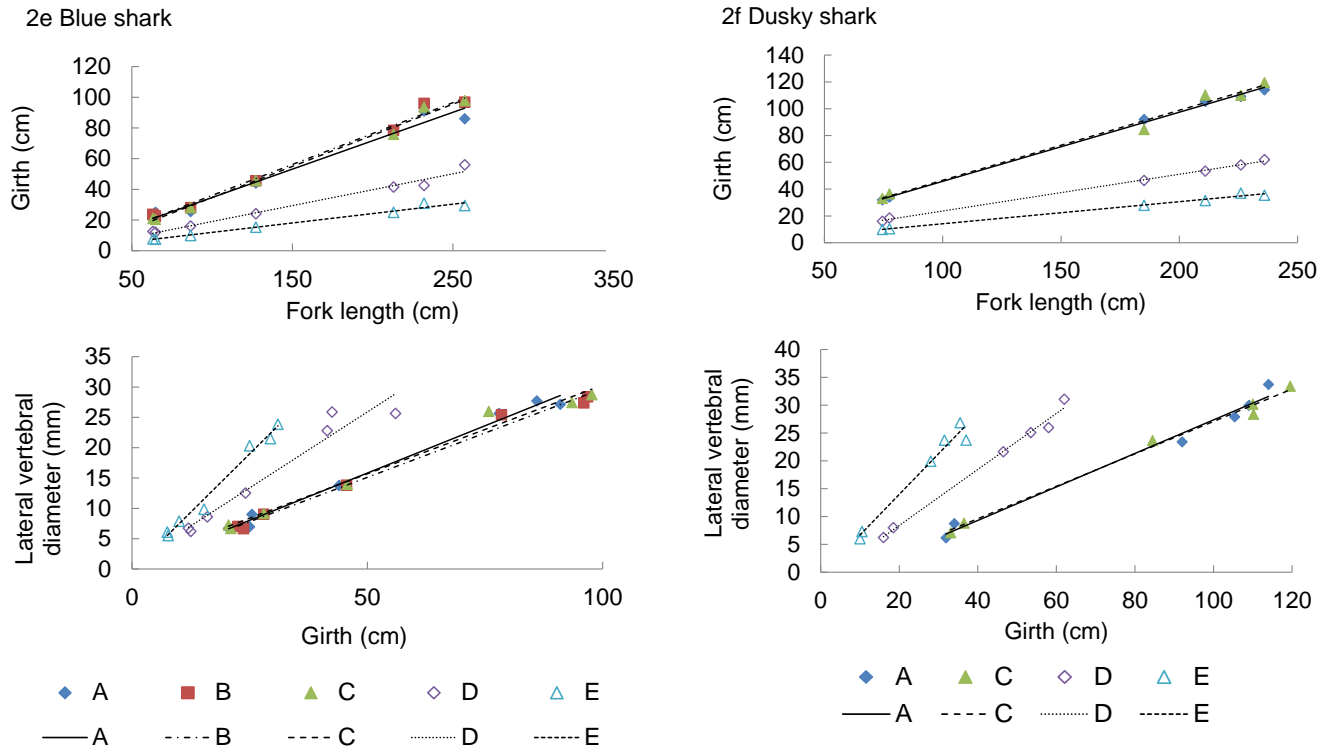 2e Blue shark
Girth (cm)
120
100
80
60
40
20
0
50 150 250 350
Fork length (cm)
Lateral vertebral
diameter (mm)
35
30
25
20
15
10
5
0
0 50 100
Girth (cm)
A B C D E
A B C D E
2f Dusky shark
Girth (cm)
140
120
100
80
60
40
20
0
50 100 150 200 250
Fork length (cm)
Lateral vertebral
diameter (mm)
40
35
30
25
20
15
10
5
0
0 20 40 60 80 100 120
Girth (cm)
A C D E
A C D E